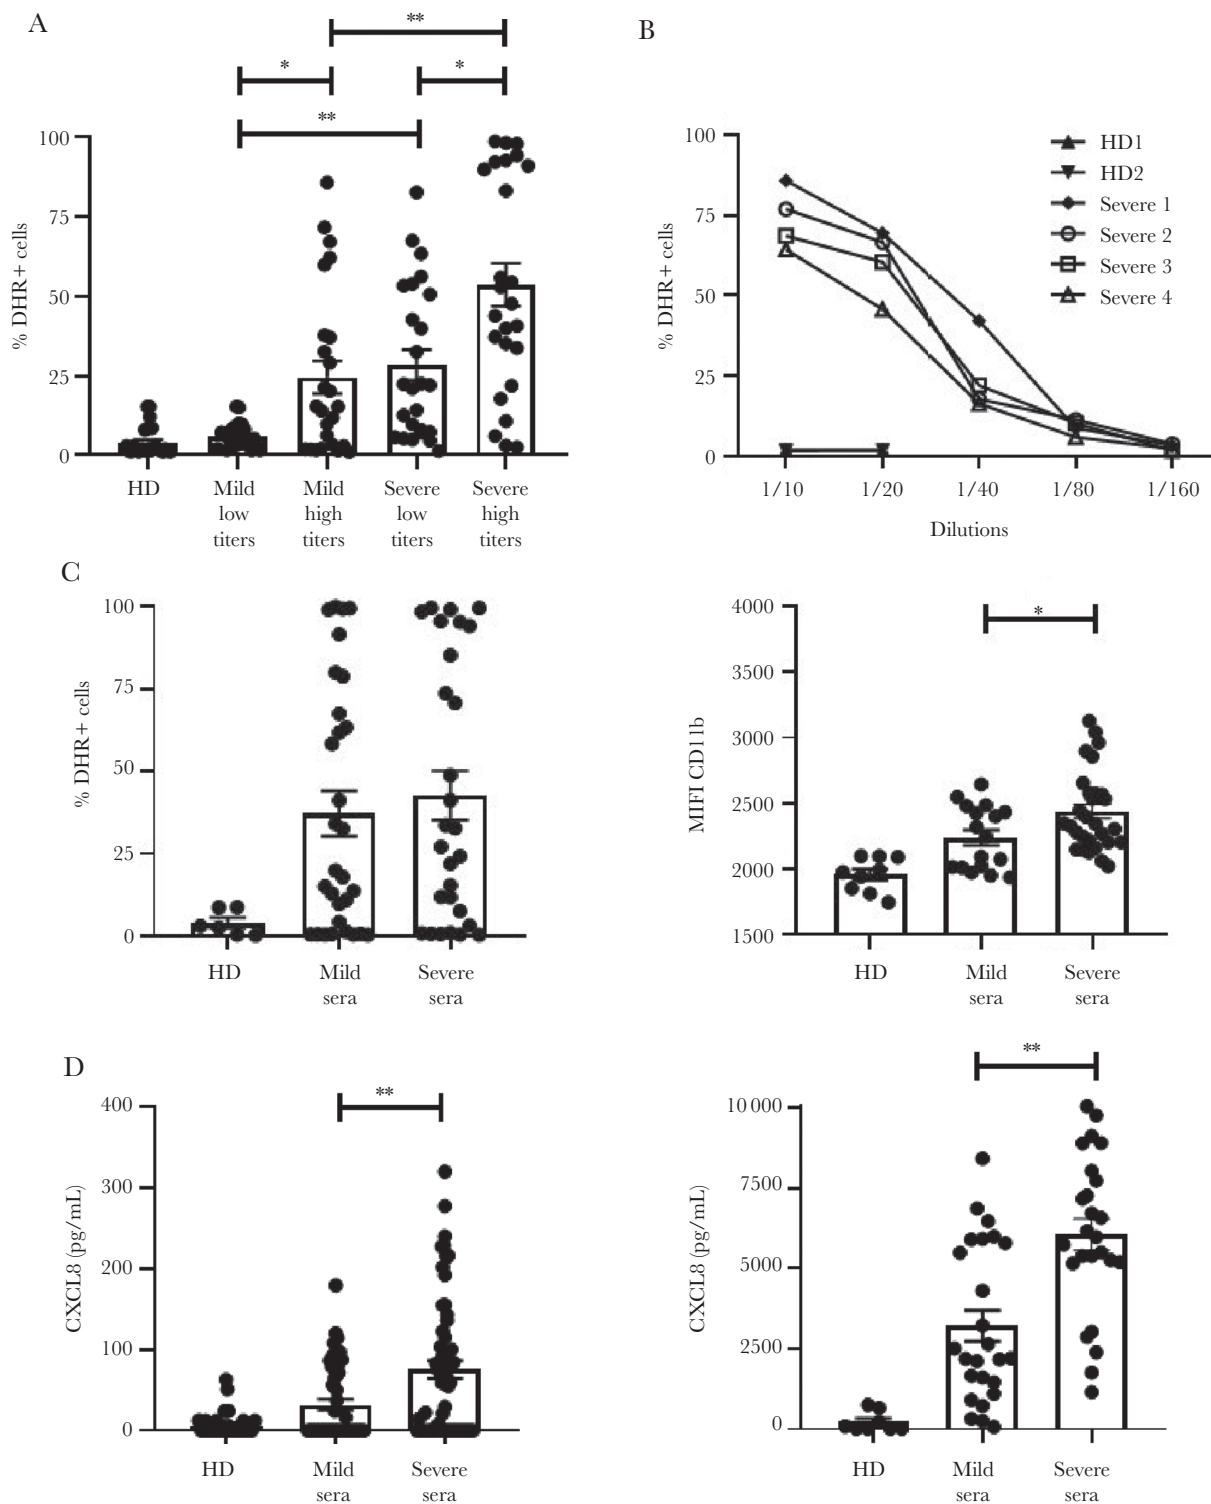 A
**
*
*
**
100
75
50
25
0
% DHR+ cells
HD
Mild
low
titers
Mild
high
titers
Severe
low
titers
Severe
high
titers
B
100
75
50
25
0
% DHR+ cells
HD1
HD2
Severe 1
Severe 2
Severe 3
Severe 4
1/10
1/20
1/40
1/80
1/160
Dilutions
C
100
75
50
25
0
% DHR+ cells
HD
Mild
sera
Severe
sera
*
4000
3500
3000
2500
2000
1500
MIFI CD11b
HD
Mild
sera
Severe
sera
D
**
400
300
200
100
0
CXCL8 (pg/mL)
HD
Mild
sera
Severe
sera
**
10 000
7500
5000
2500
0
CXCL8 (pg/mL)
HD
Mild
sera
Severe
sera